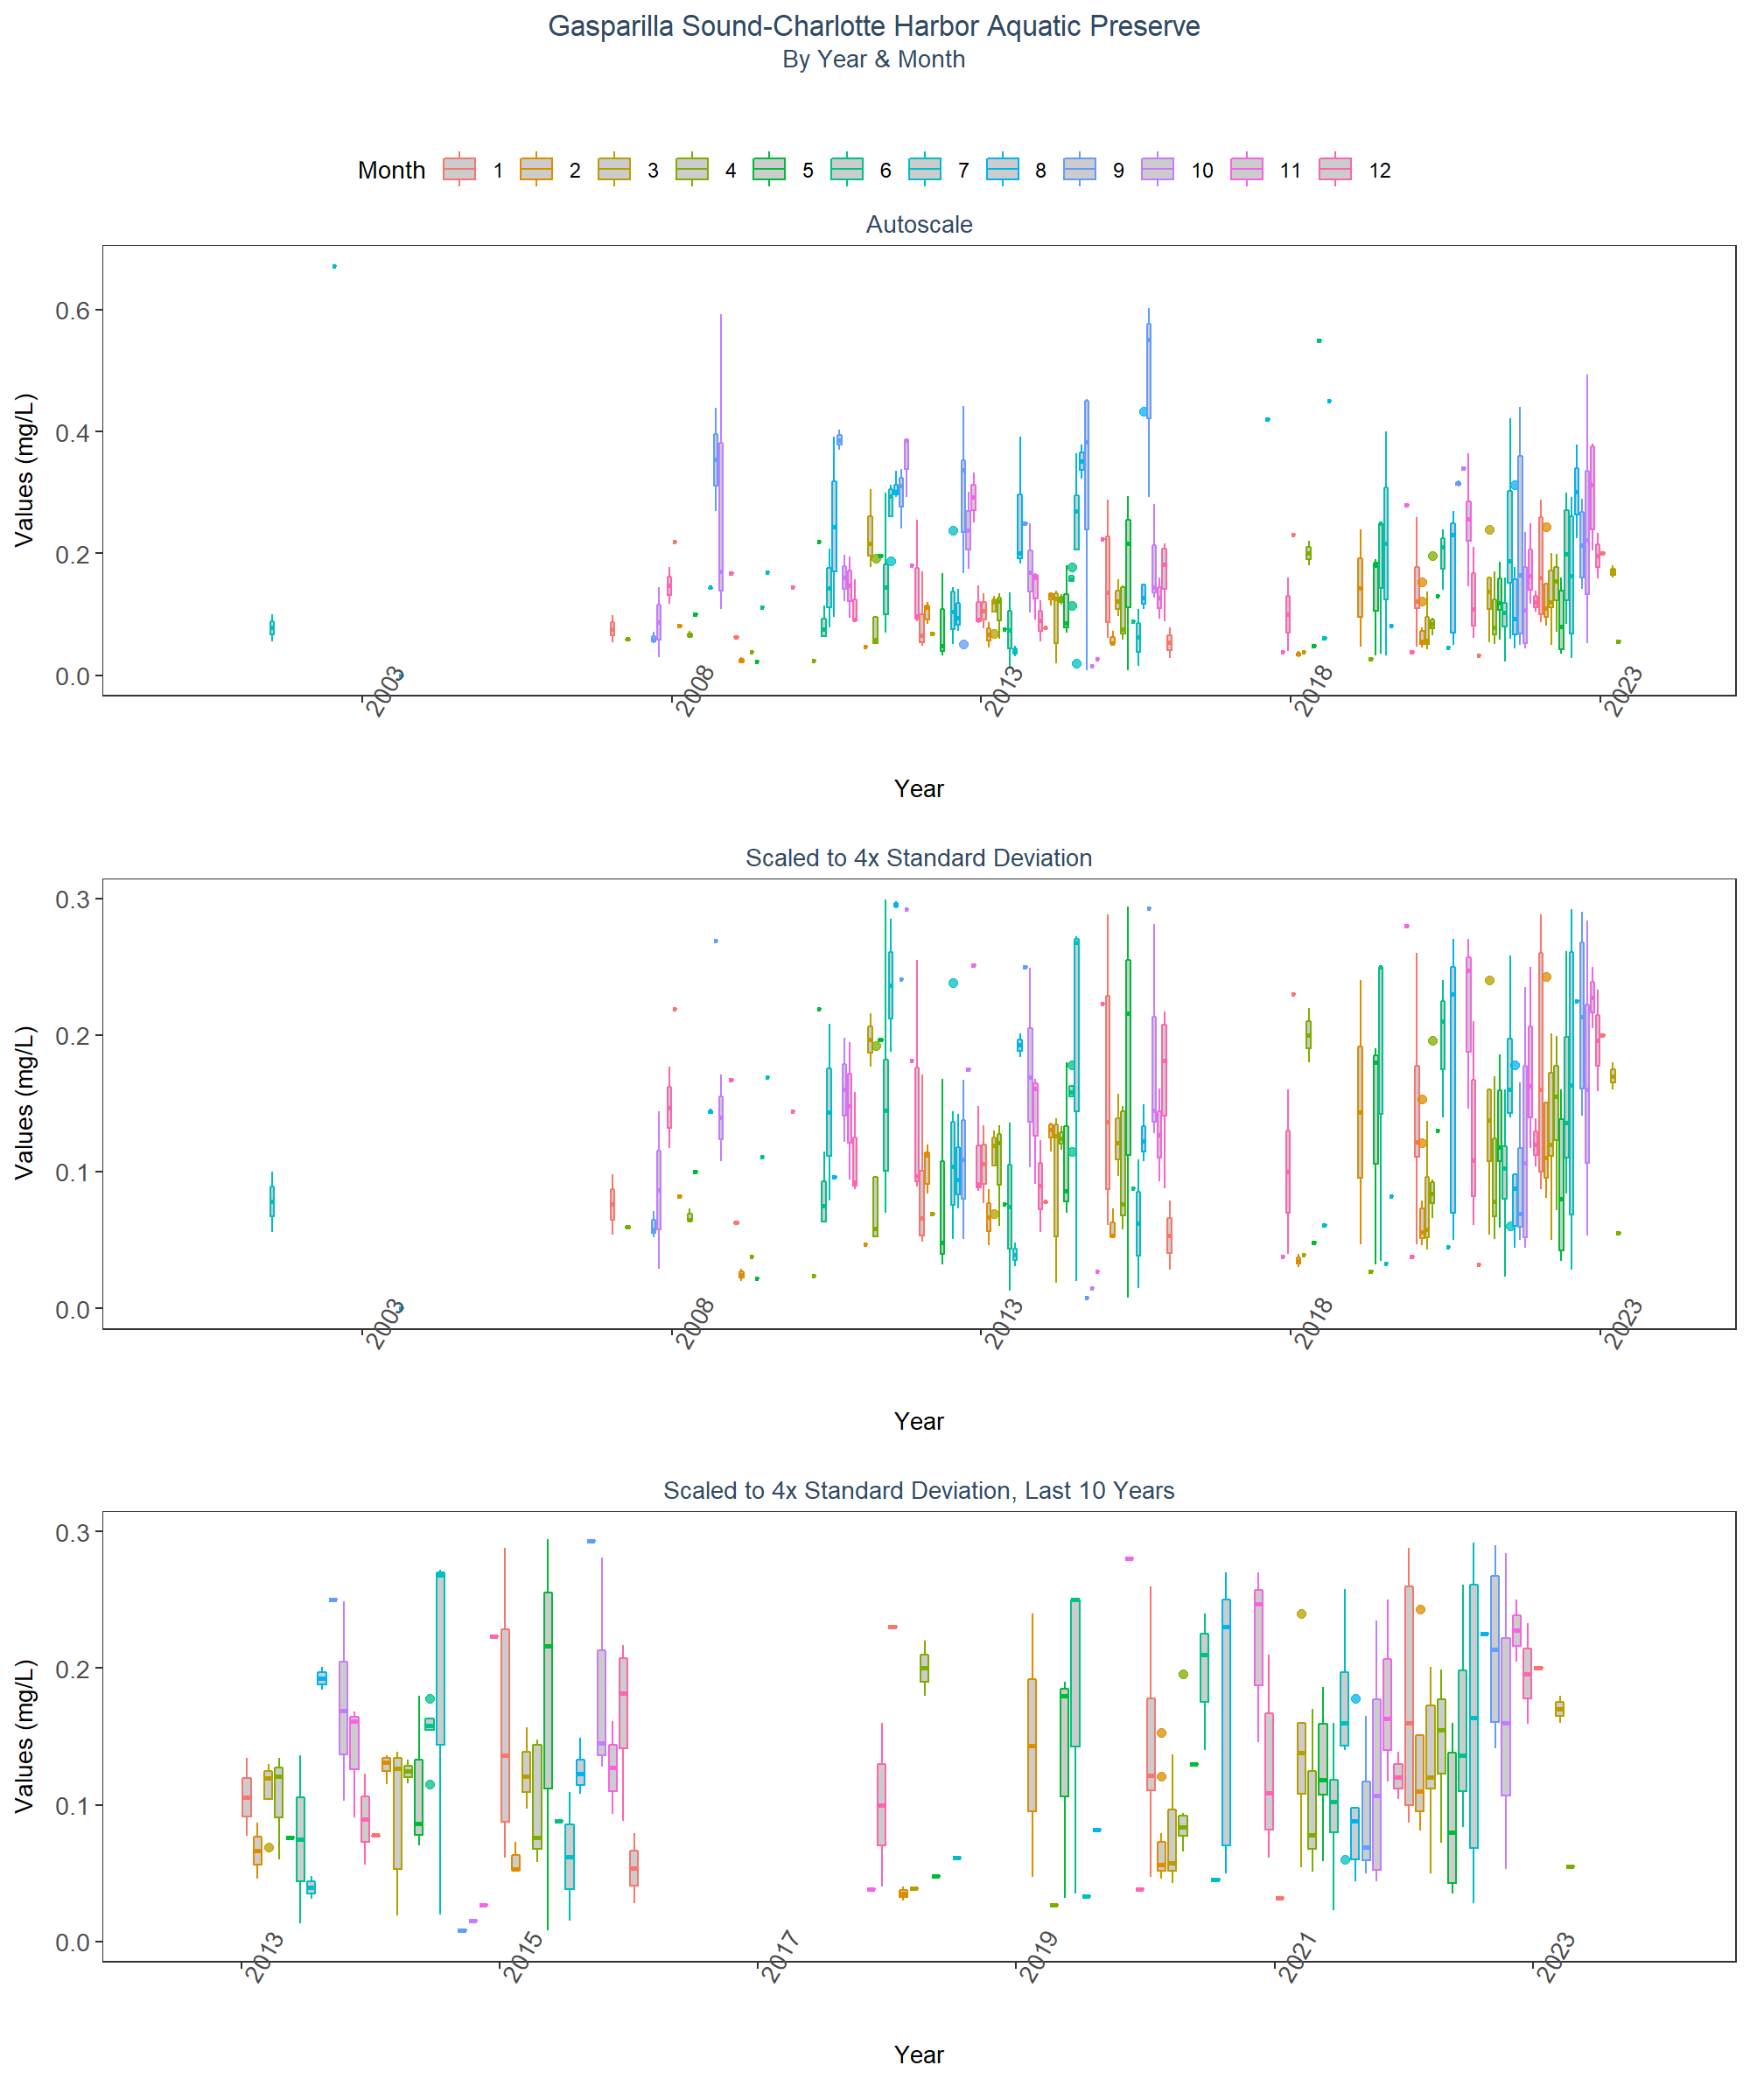 Gasparilla Sound-Charlotte Harbor Aquatic Preserve
By Year & Month
Month 1 2 3 4 5 6 7 8 9 10 11 12
Autoscale
Values (mg/L)
0.6
0.4
0.2
0.0
2003 2008 2013 2018 2023
Year
Scaled to 4x Standard Deviation
Values (mg/L)
0.3
0.2
0.1
0.0
2003 2008 2013 2018 2023
Year
Scaled to 4x Standard Deviation, Last 10 Years
Values (mg/L)
0.3
0.2
0.1
0.0
2013 2015 2017 2019 2021 2023
Year